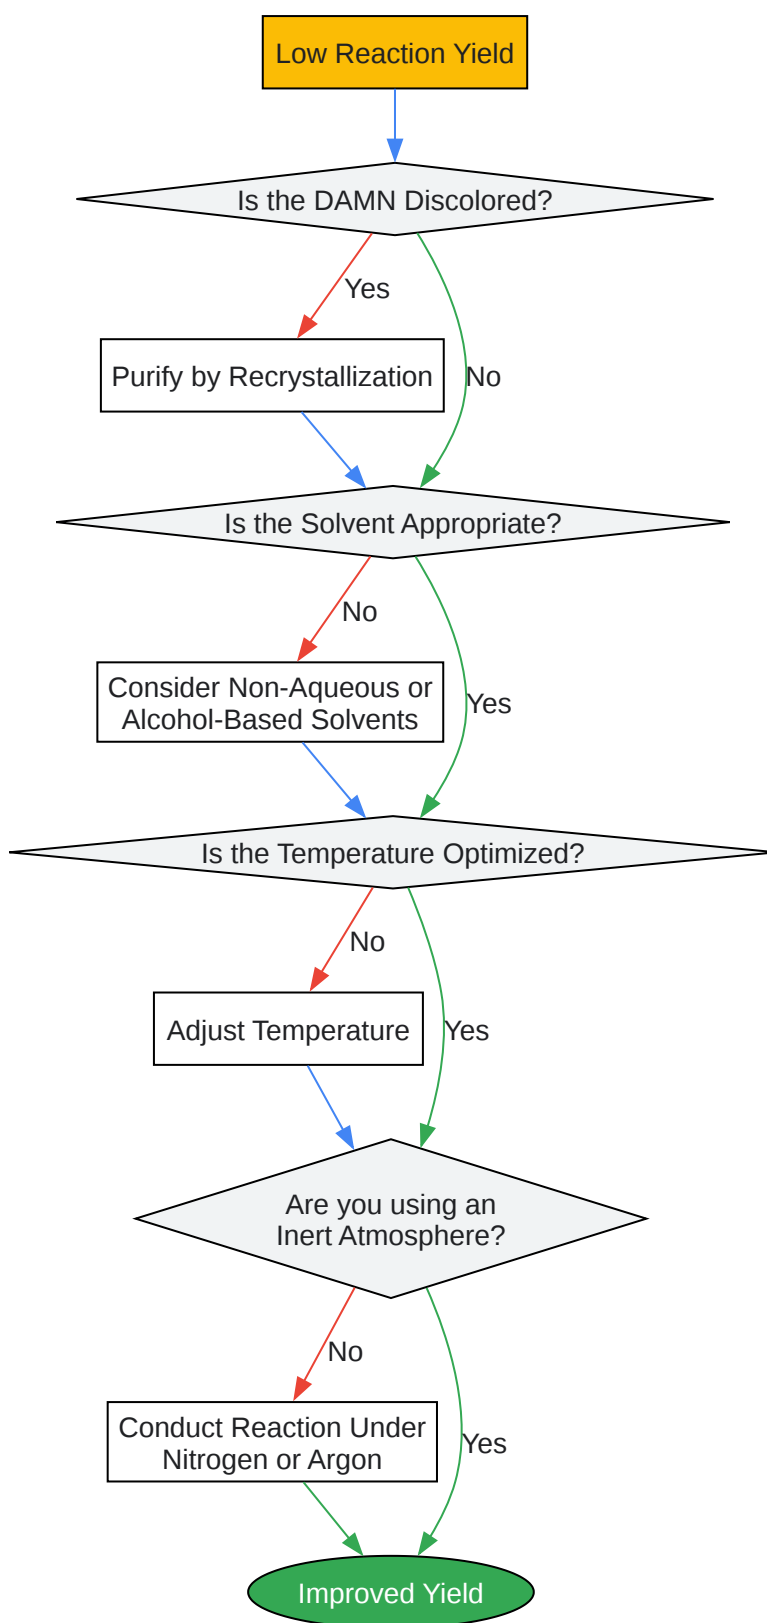 Low Reaction Yield
Is the DAMN Discolored?
Yes
Purify by Recrystallization
No
Is the Solvent Appropriate?
No
Consider Non-Aqueous or
Alcohol-Based Solvents
Yes
Is the Temperature Optimized?
No
Adjust Temperature
Yes
Are you using an
Inert Atmosphere?
No
Conduct Reaction Under
Nitrogen or Argon
Yes
Improved Yield